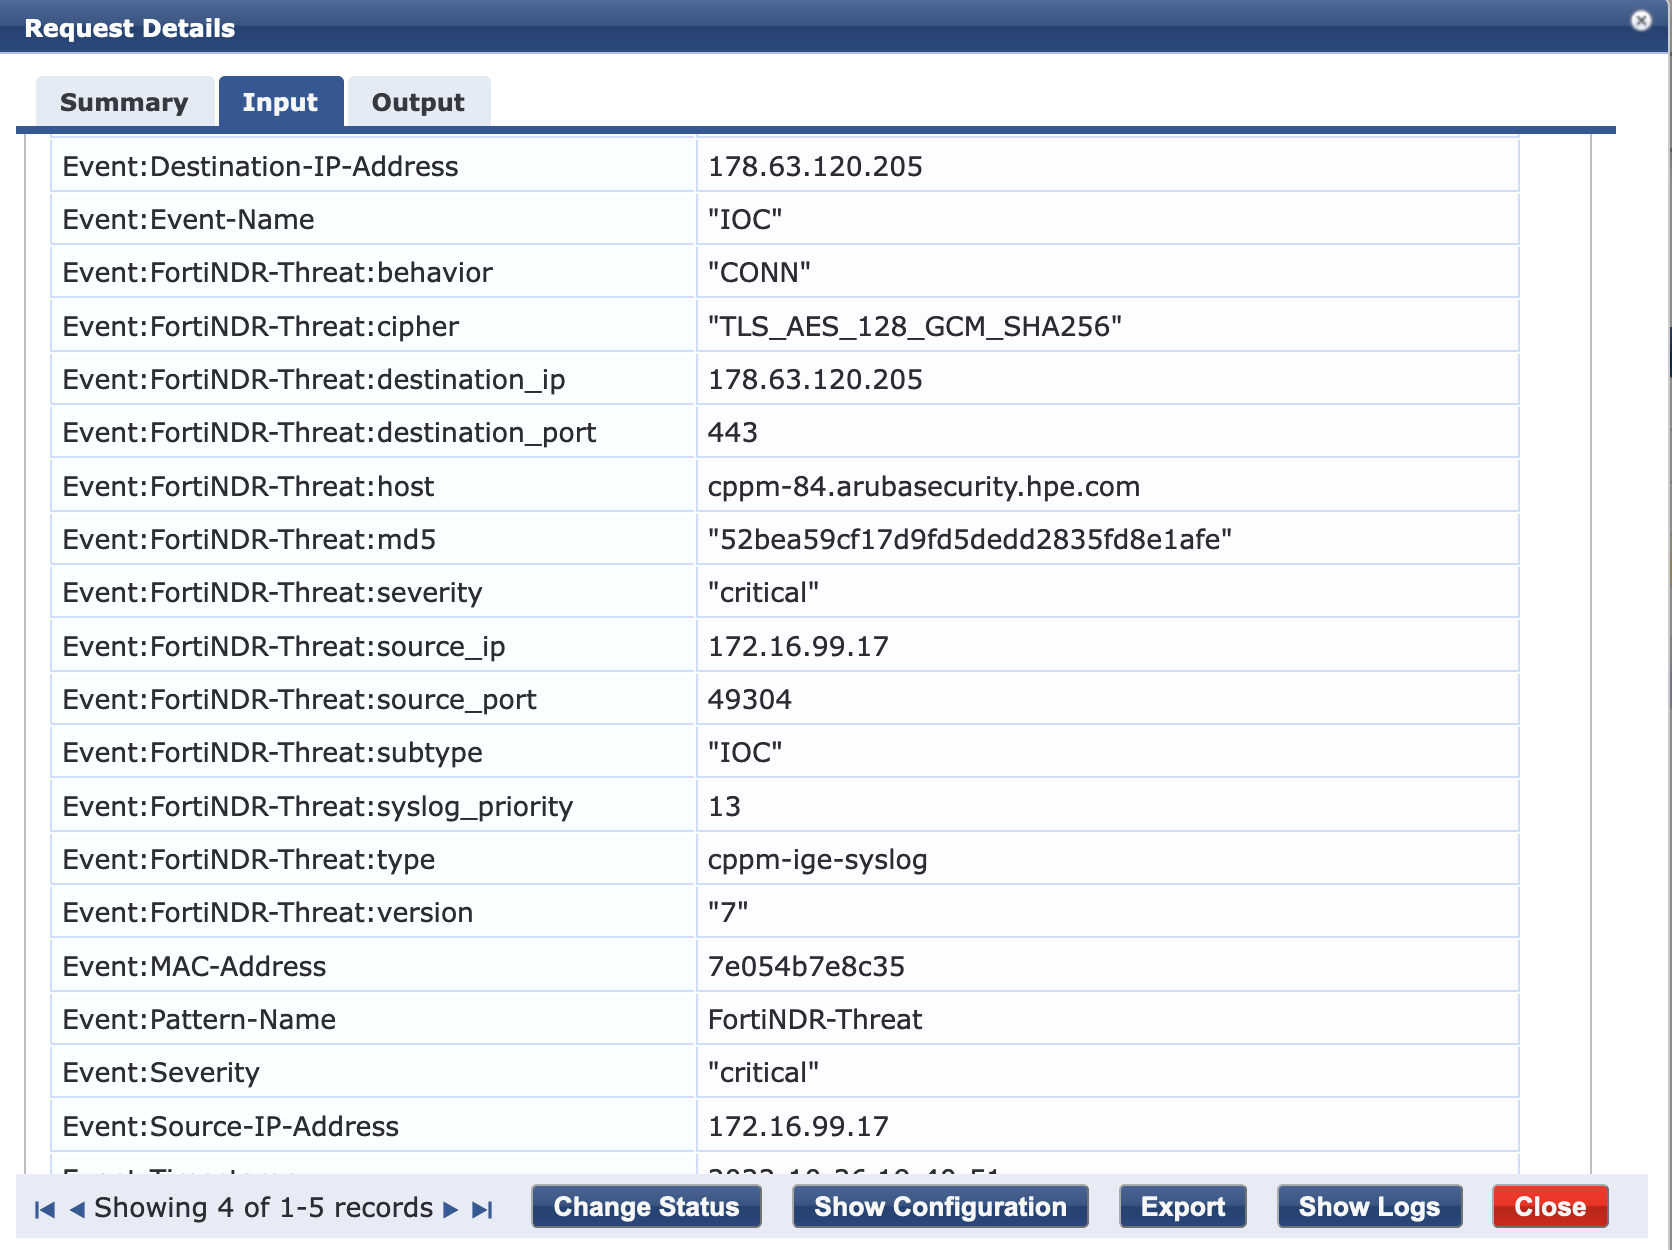 Request Details
Summary Input Output
Event:Destination-IP-Address 178.63.120.205
Event:Event-Name "IOC"
Event:FortiNDR-Threat:behavior "CONN"
Event:FortiNDR-Threat:cipher "TLS_AES_128_GCM_SHA256"
Event:FortiNDR-Threat:destination_ip 178.63.120.205
Event:FortiNDR-Threat:destination_port 443
Event:FortiNDR-Threat:host cppm-84.arubasecurity.hpe.com
Event:FortiNDR-Threat:md5 "52bea59cf17d9fd5dedd2835fd8e1afe"
Event:FortiNDR-Threat:severity "critical"
Event:FortiNDR-Threat:source_ip 172.16.99.17
Event:FortiNDR-Threat:source_port 49304
Event:FortiNDR-Threat:subtype "IOC"
Event:FortiNDR-Threat:syslog_priority 13
Event:FortiNDR-Threat:type cppm-ige-syslog
Event:FortiNDR-Threat:version "7"
Event:MAC-Address 7e054b7e8c35
Event:Pattern-Name FortiNDR-Threat
Event:Severity "critical"
Event:Source-IP-Address 172.16.99.17
Showing 4 of 1-5 records Change Status Show Configuration Export Show Logs Close